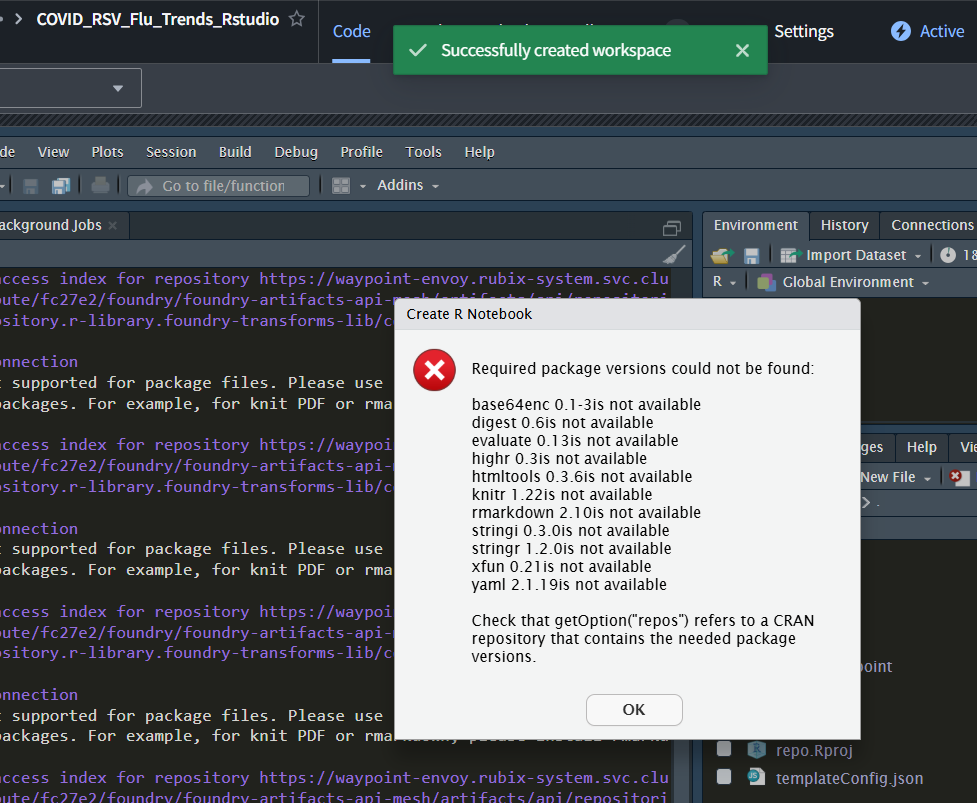 COVID_RSV_Flu_Trends_Rstudio
Code
Successfully created workspace
Settings
Active
View Plots Session Build Debug Profile Tools Help
Go to file/function
Addins
ackground Jobs
Environment History Connections
Import Dataset
18
R
Global Environment
access index for repository https://waypoint-envoy.rubix-system.svc.clu
oute/fc27e2/foundry/foundry-artifacts-api-mesh/artifacts/api/repositori
ository.r-library.foundry-transforms-lib/c
onnection
t supported for package files. Please use
packages. For example, for knit PDF or rma
access index for repository https://waypoi
oute/fc27e2/foundry/foundry-artifacts-api-
ository.r-library.foundry-transforms-lib/c
onnection
t supported for package files. Please use
packages. For example, for knit PDF or rma
access index for repository https://waypoi
oute/fc27e2/foundry/foundry-artifacts-api-
ository.r-library.foundry-transforms-lib/c
onnection
t supported for package files. Please use
packages. For example, for knit PDF or
access index for repository https://waypoint-envoy.rubix-system.svc.clu
oute/fc27e2/foundry/foundry-artifacts-api-mesh/artifacts/api/repositori
Create R Notebook
Required package versions could not be found:
base64enc 0.1-3is not available
digest 0.6is not available
evaluate 0.13is not available
highr 0.3is not available
htmltools 0.3.6is not available
knitr 1.22is not available
rmarkdown 2.10is not available
stringi 0.3.0is not available
stringr 1.2.0is not available
xfun 0.21is not available
yaml 2.1.19is not available
Check that getOption("repos") refers to a CRAN
repository that contains the needed package
versions.
OK
ges Help Vie
New File
point
repo.Rproj
templateConfig.json